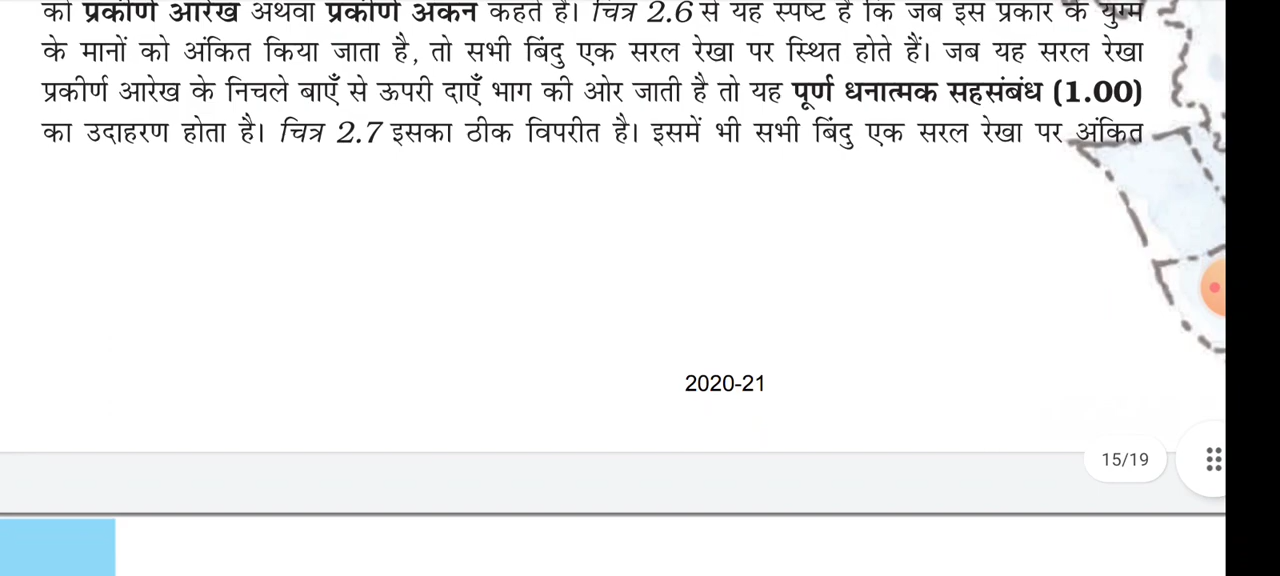 को प्रकीर्ण आरेख अथवा प्रकीर्ण अंकन कहते हैं। चित्र 2.6 से यह स्पष्ट है कि जब इस प्रकार के युग्म
के मानों को अंकित किया जाता है, तो सभी बिंदु एक सरल रेखा पर स्थित होते हैं। जब यह सरल रेखा
प्रकीर्ण आरेख के निचले बाएँ से ऊपरी दाएँ भाग की ओर जाती है तो यह पूर्ण धनात्मक सहसंबंध (1.00)
का उदाहरण होता है। चित्र 2.7 इसका ठीक विपरीत है। इसमें भी सभी बिंदु एक सरल रेखा पर अंकित
2020-21
15/19